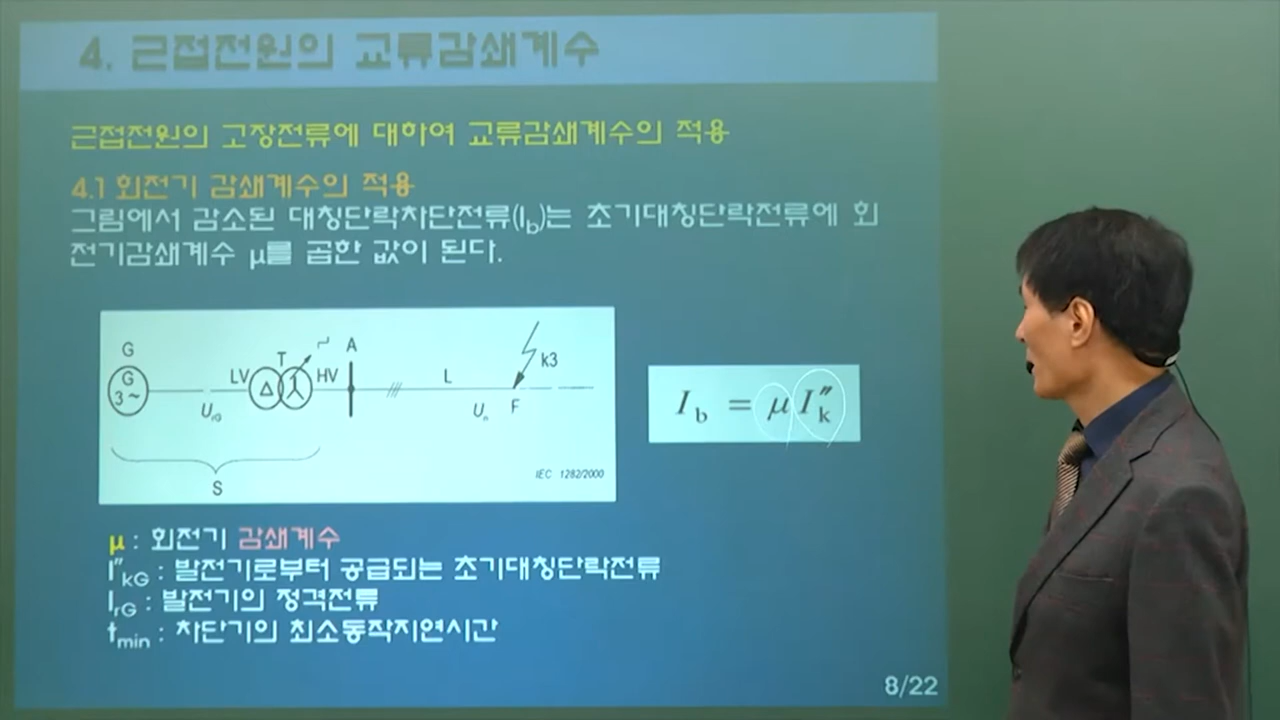 4. 근접전원의 교류감쇄계수
근접전원의 고장전류에 대하여 교류감쇄계수의 적용
4.1 회전기 감쇄계수의 적용
그림에서 감소된 대칭단락차단전류(Ib)는 초기대칭단락전류에 회
전기감쇄계수 μ를 곱한 값이 된다.
G
T
A
G
3~
LV
Δ
HV
L
k3
UrG
Un
F
S
IEC 1282/2000
Ib = μ I″k
μ : 회전기 감쇄계수
I″kG : 발전기로부터 공급되는 초기대칭단락전류
IrG : 발전기의 정격전류
tmin : 차단기의 최소동작지연시간
8/22